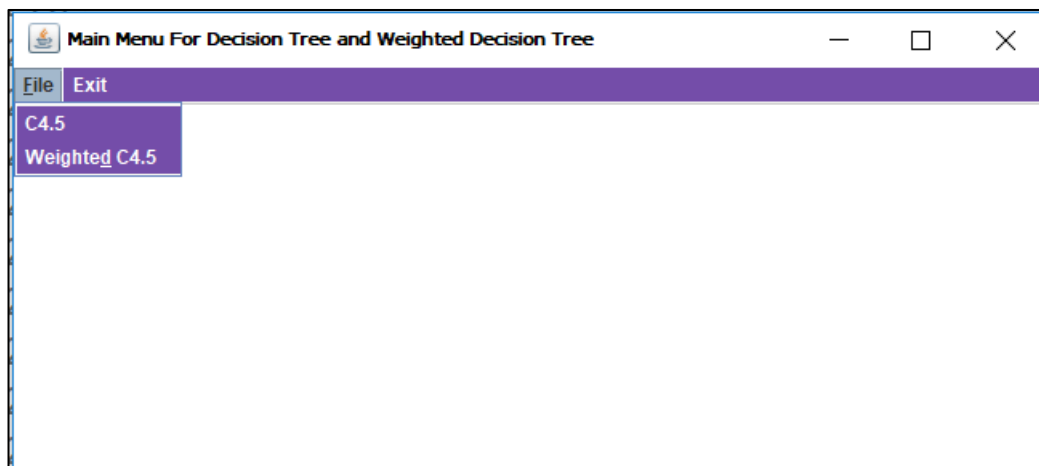 Main Menu For Decision Tree and Weighted Decision Tree
File Exit
C4.5
Weighted C4.5